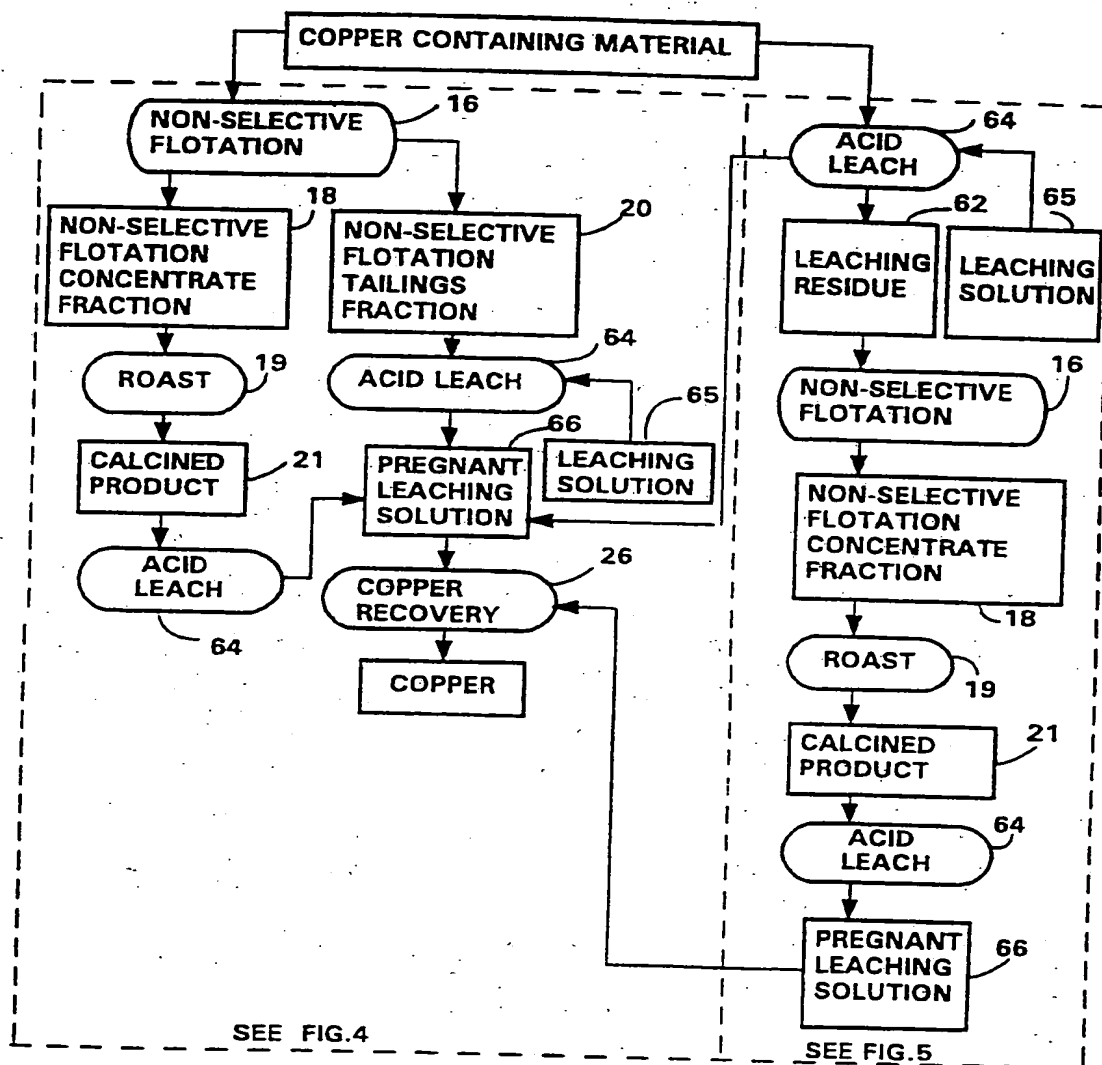 COPPER CONTAINING MATERIAL
16
NON-SELECTIVE
FLOTATION
18
NON-SELECTIVE
FLOTATION
CONCENTRATE
FRACTION
20
NON-SELECTIVE
FLOTATION
TAILINGS
FRACTION
19
ROAST
64
ACID LEACH
65
LEACHING
SOLUTION
21
CALCINED
PRODUCT
66
PREGNANT
LEACHING
SOLUTION
ACID
LEACH
64
26
COPPER
RECOVERY
COPPER
SEE FIG.4
64
ACID
LEACH
62
LEACHING
RESIDUE
65
LEACHING
SOLUTION
16
NON-SELECTIVE
FLOTATION
NON-SELECTIVE
FLOTATION
CONCENTRATE
FRACTION
18
ROAST
19
21
CALCINED
PRODUCT
64
ACID
LEACH
PREGNANT
LEACHING
SOLUTION
66
SEE FIG.5